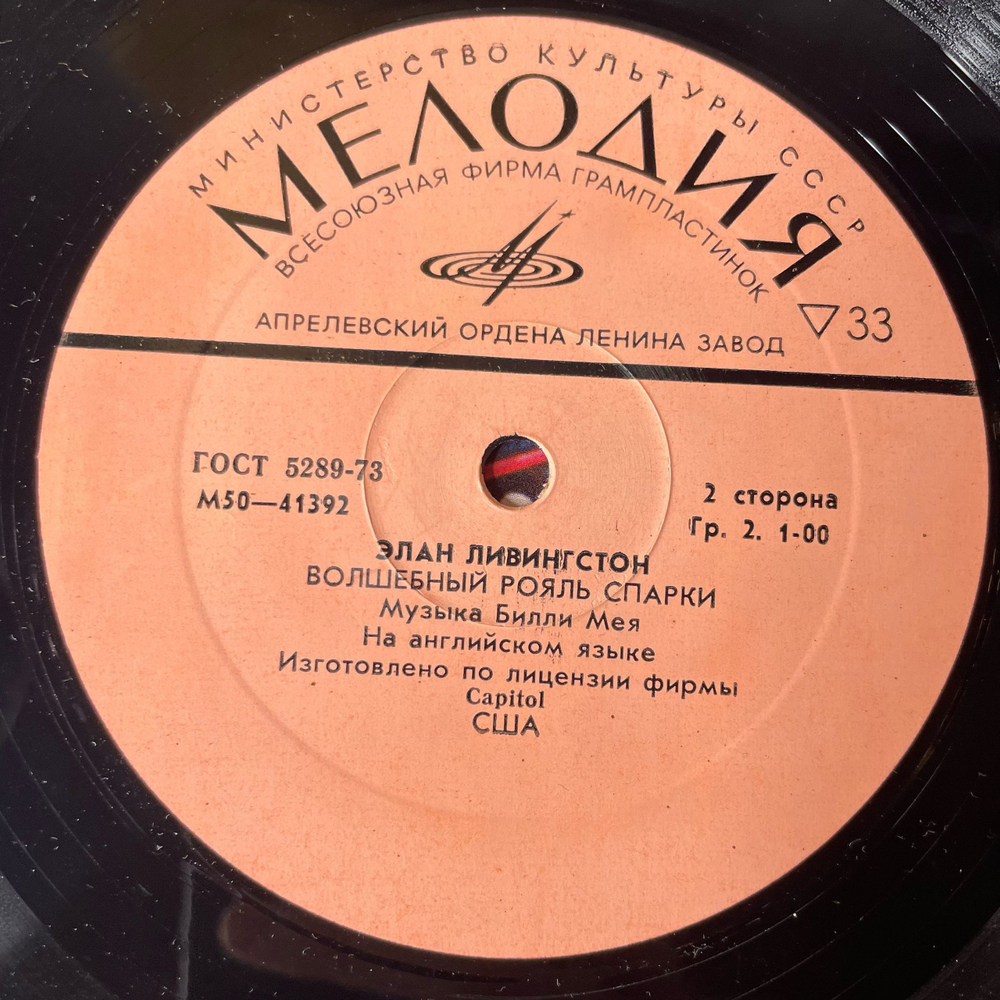 МИНИСТЕРСТВО КУЛЬТУРЫ СССР
МЕЛОДИЯ
ВСЕСОЮЗНАЯ ФИРМА ГРАМПЛАСТИНОК
33
АПРЕЛЕВСКИЙ ОРДЕНА ЛЕНИНА ЗАВОД
ГОСТ 5289-73
М50—41392
2 сторона
Гр. 2. 1-00
ЭЛАН ЛИВИНГСТОН
ВОЛШЕБНЫЙ РОЯЛЬ СПАРКИ
Музыка Билли Мея
На английском языке
Изготовлено по лицензии фирмы
Capitol
США